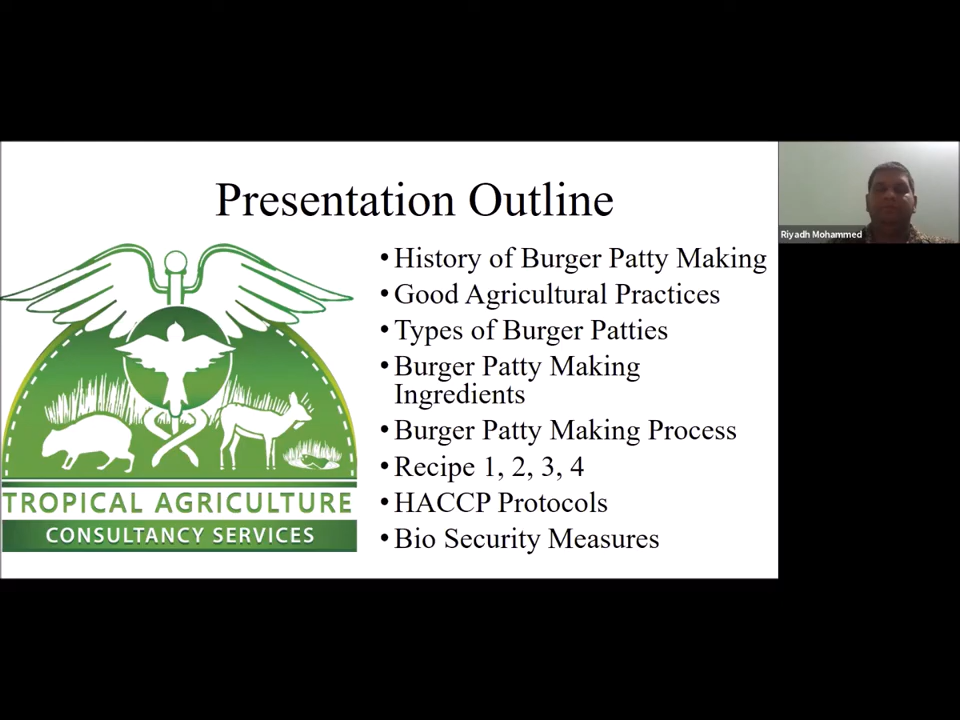 Presentation Outline
•History of Burger Patty Making
•Good Agricultural Practices
•Types of Burger Patties
•Burger Patty Making
Ingredients
•Burger Patty Making Process
•Recipe 1, 2, 3, 4
•HACCP Protocols
•Bio Security Measures
TROPICAL AGRICULTURE
CONSULTANCY SERVICES
Riyadh Mohammed